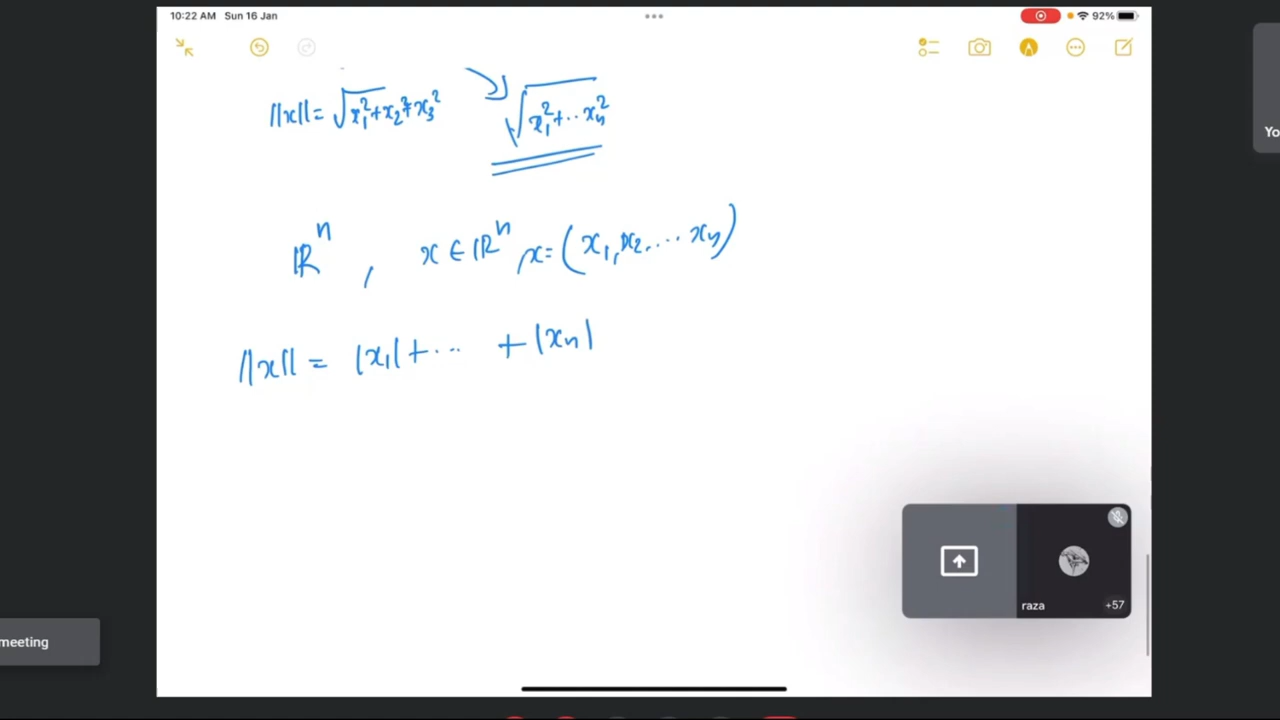 10:22 AM Sun 16 Jan
92%
||x|| = √x₁²+x₂²+x₃²
√x₁²+..xₙ²
ℝⁿ, x ∈ ℝⁿ, x = (x₁, x₂, ... xₙ)
||x|| = |x₁| + ... + |xₙ|
Yo
raza +57
meeting